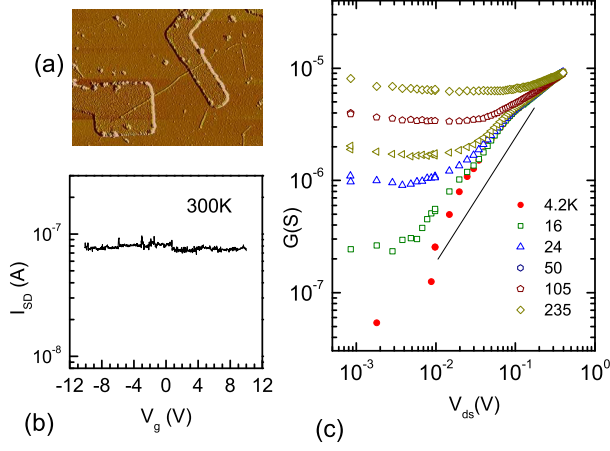 (a)
300K
10^-7
10^-8
I_SD (A)
-12 -8 -4 0 4 8 12
V_g (V)
(b)
10^-5
10^-6
10^-7
G(S)
4.2K
16
24
50
105
235
10^-3 10^-2 10^-1 10^0
V_ds(V)
(c)